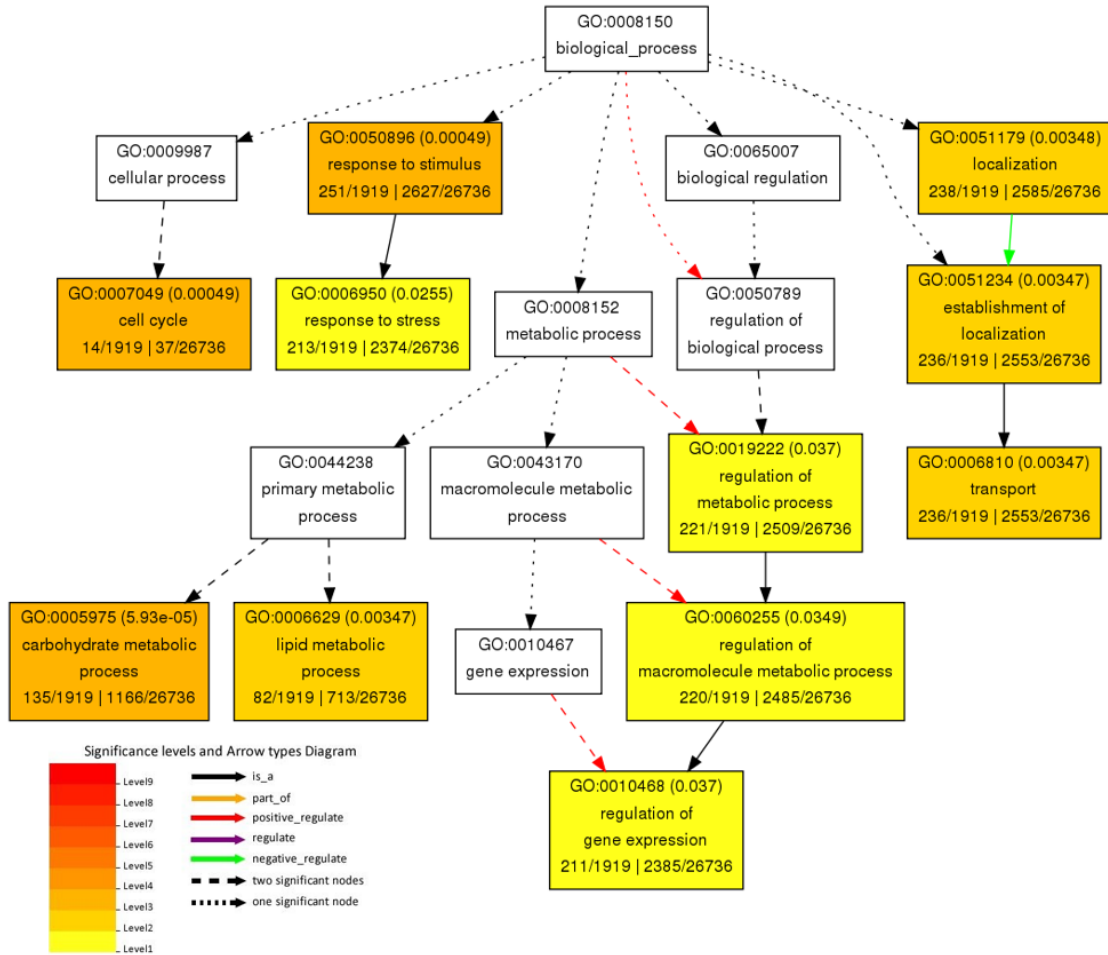 GO:0008150
biological_process
GO:0009987
cellular process
GO:0050896 (0.00049)
response to stimulus
251/1919 | 2627/26736
GO:0065007
biological regulation
GO:0051179 (0.00348)
localization
238/1919 | 2585/26736
GO:0007049 (0.00049)
cell cycle
14/1919 | 37/26736
GO:0006950 (0.0255)
response to stress
213/1919 | 2374/26736
GO:0008152
metabolic process
GO:0050789
regulation of
biological process
GO:0051234 (0.00347)
establishment of
localization
236/1919 | 2553/26736
GO:0044238
primary metabolic
process
GO:0043170
macromolecule metabolic
process
GO:0019222 (0.037)
regulation of
metabolic process
221/1919 | 2509/26736
GO:0006810 (0.00347)
transport
236/1919 | 2553/26736
GO:0005975 (5.93e-05)
carbohydrate metabolic
process
135/1919 | 1166/26736
GO:0006629 (0.00347)
lipid metabolic
process
82/1919 | 713/26736
GO:0010467
gene expression
GO:0060255 (0.0349)
regulation of
macromolecule metabolic process
220/1919 | 2485/26736
GO:0010468 (0.037)
regulation of
gene expression
211/1919 | 2385/26736
Significance levels and Arrow types Diagram
Level9
Level8
Level7
Level6
Level5
Level4
Level3
Level2
Level1
is_a
part_of
positive_regulate
regulate
negative_regulate
two significant nodes
one significant node